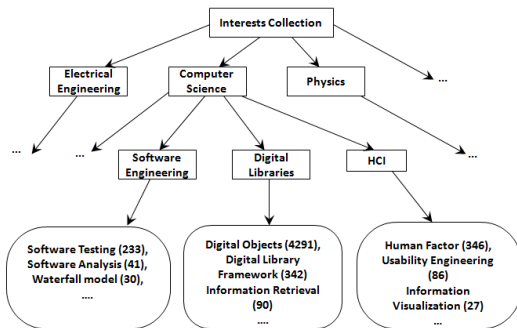 Interests Collection
Electrical
Engineering
Computer
Science
Physics
...
...
...
...
Software
Engineering
Digital
Libraries
HCI
Software Testing (233),
Software Analysis (41),
Waterfall model (30),
....
Digital Objects (4291),
Digital Library
Framework (342)
Information Retrieval
(90)
....
Human Factor (346),
Usability Engineering
(86)
Information
Visualization (27)
...